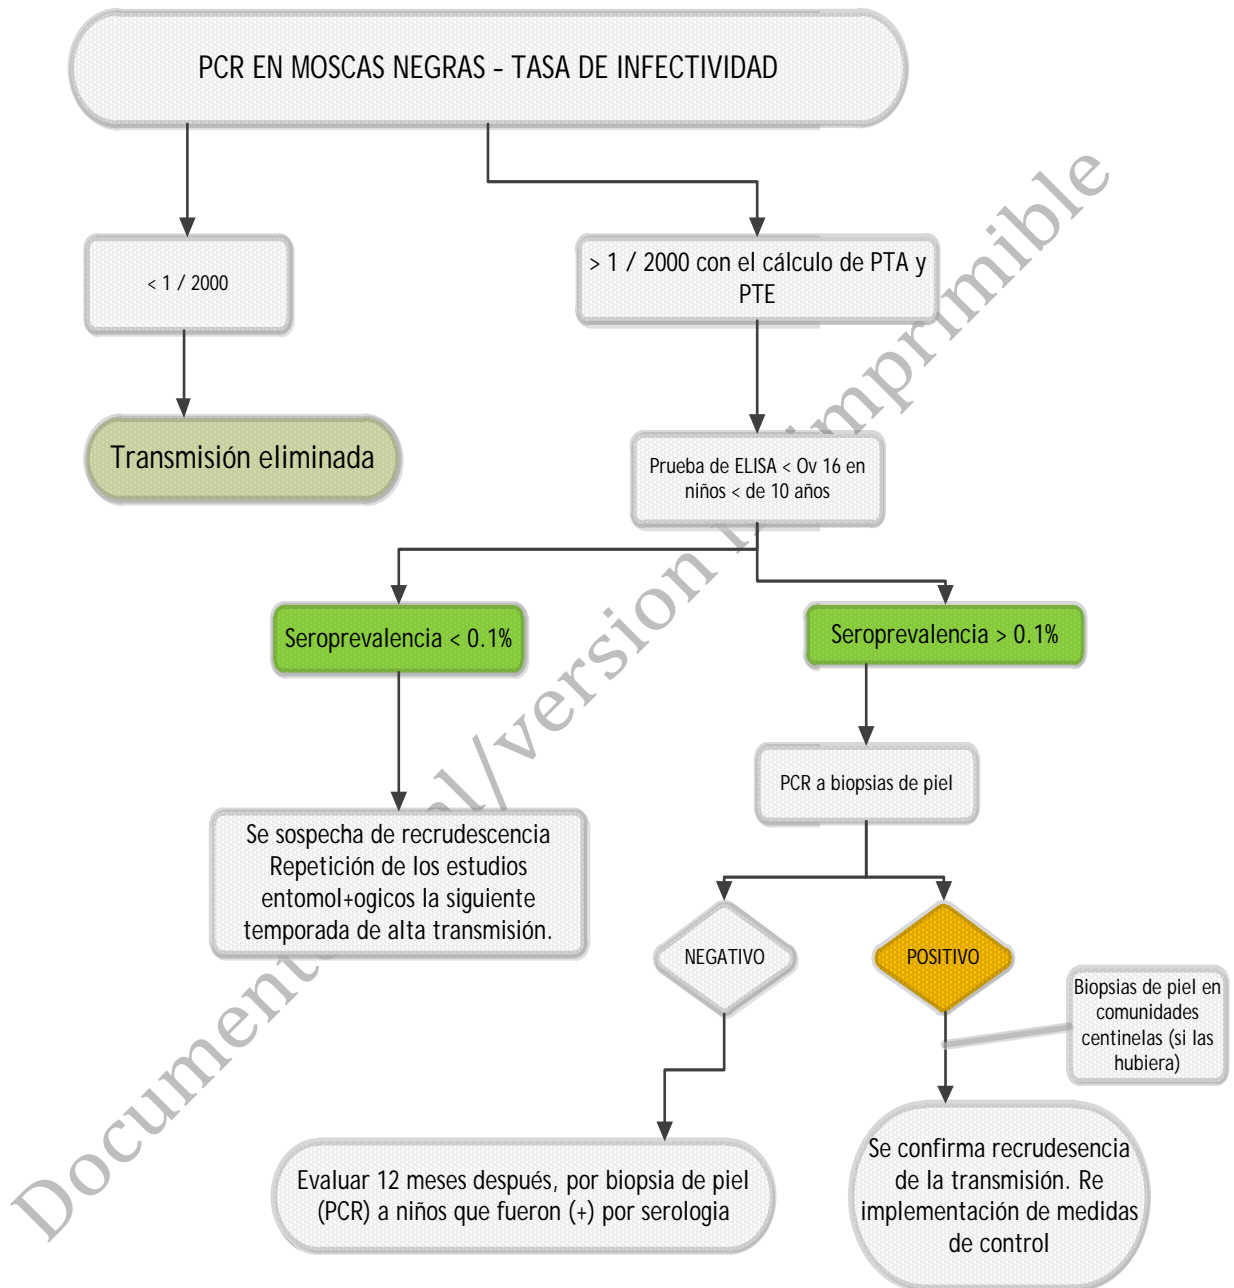 PCR EN MOSCAS NEGRAS - TASA DE INFECTIVIDAD
< 1 / 2000
> 1 / 2000 con el cálculo de PTA y
PTE
Transmisión eliminada
Prueba de ELISA < Ov 16 en
niños < de 10 años
Seroprevalencia < 0.1%
Seroprevalencia > 0.1%
PCR a biopsias de piel
Se sospecha de recrudescencia
Repetición de los estudios
entomol+ogicos la siguiente
temporada de alta transmisión.
NEGATIVO
POSITIVO
Biopsias de piel en
comunidades
centinelas (si las
hubiera)
Evaluar 12 meses después, por biopsia de piel
(PCR) a niños que fueron (+) por serologia
Se confirma recrudesencia
de la transmisión. Re
implementación de medidas
de control